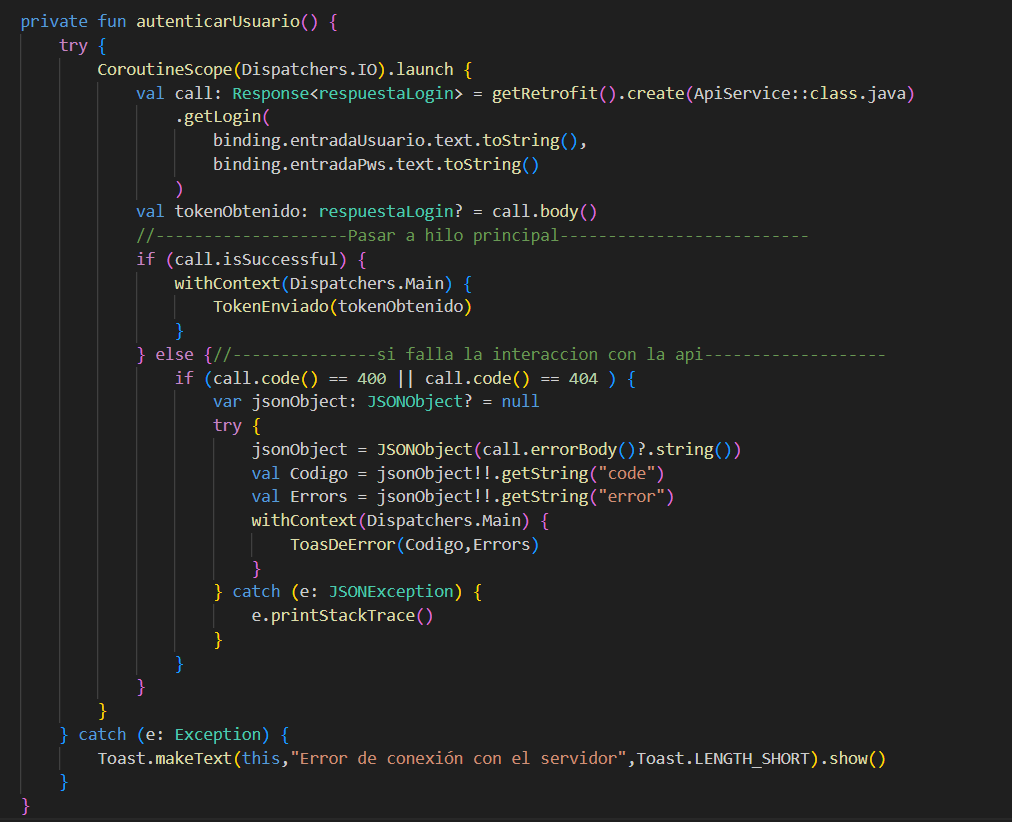 private fun autenticarUsuario() {
    try {
        CoroutineScope(Dispatchers.IO).launch {
            val call: Response<respuestaLogin> = getRetrofit().create(ApiService::class.java)
                .getLogin(
                    binding.entradaUsuario.text.toString(),
                    binding.entradaPws.text.toString()
                )
            val tokenObtenido: respuestaLogin? = call.body()
            //--------------------Pasar a hilo principal--------------------------
            if (call.isSuccessful) {
                withContext(Dispatchers.Main) {
                    TokenEnviado(tokenObtenido)
                }
            } else {//---------------si falla la interaccion con la api-------------------
                if (call.code() == 400 || call.code() == 404 ) {
                    var jsonObject: JSONObject? = null
                    try {
                        jsonObject = JSONObject(call.errorBody()?.string())
                        val Codigo = jsonObject!!.getString("code")
                        val Errors = jsonObject!!.getString("error")
                        withContext(Dispatchers.Main) {
                            ToasDeError(Codigo,Errors)
                        }
                    } catch (e: JSONException) {
                        e.printStackTrace()
                    }
                }
            }
        }
    } catch (e: Exception) {
        Toast.makeText(this,"Error de conexión con el servidor",Toast.LENGTH_SHORT).show()
    }
}